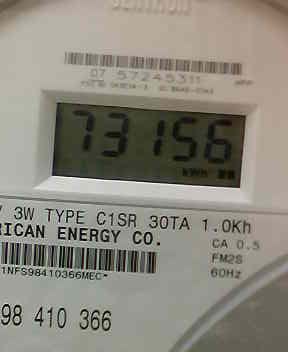 CENTRON
07 57245311
73156
kWh
V 3W TYPE C1SR 30TA 1.0Kh
RICAN ENERGY CO.
CA 0.5
FM2S
60Hz
1NFS98410366MEC-
98 410 366